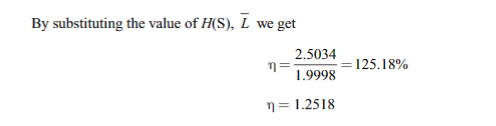 By substituting the value of H(S), L̅ we get
η = 2.5034 / 1.9998 = 125.18%
η = 1.2518